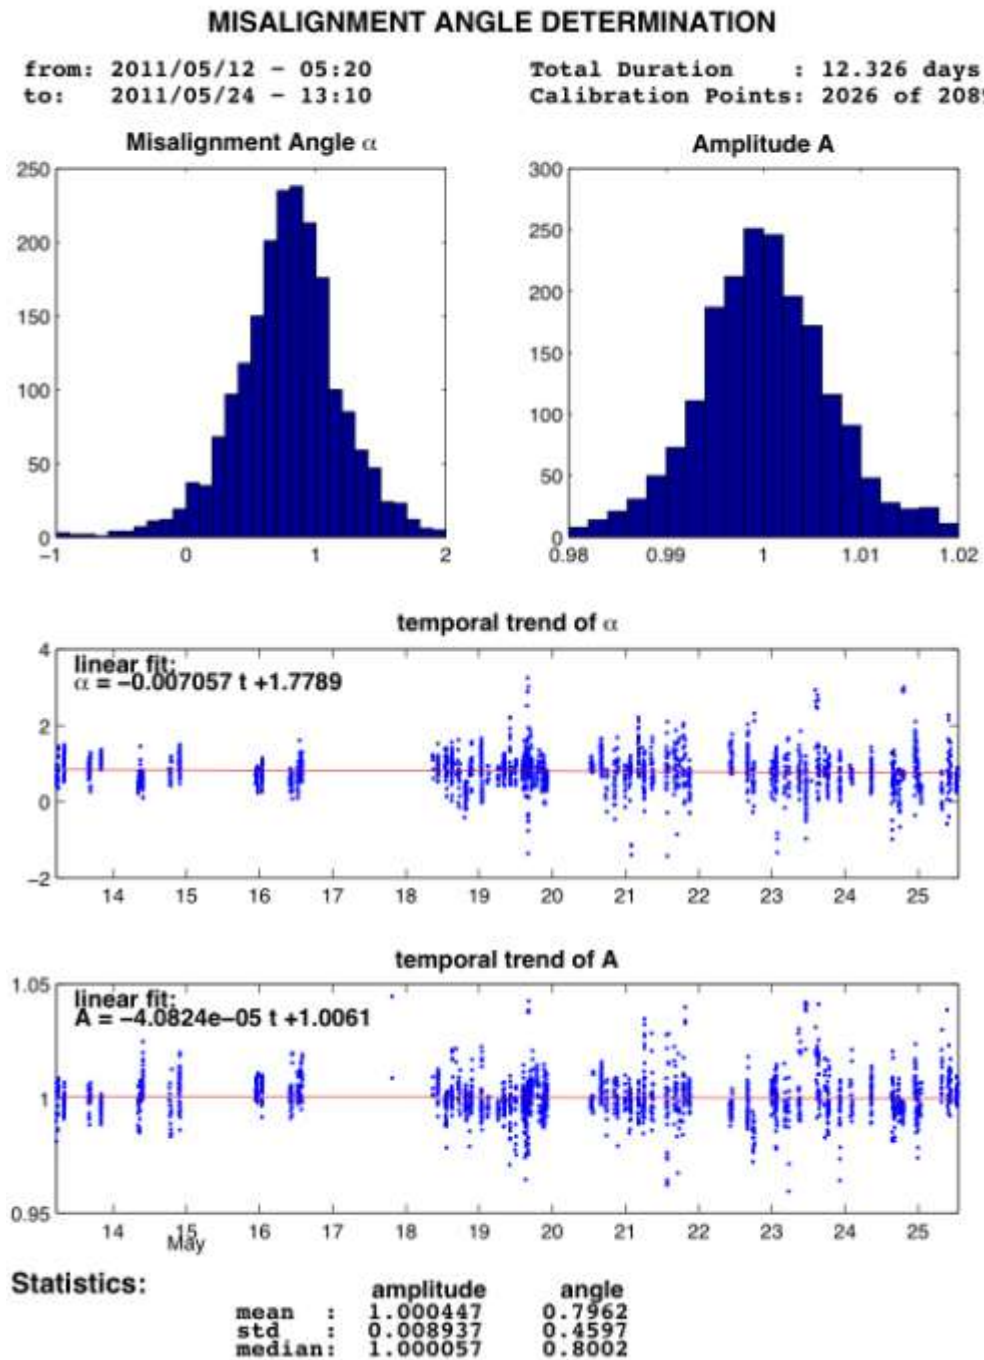 MISALIGNMENT ANGLE DETERMINATION
from: 2011/05/12 - 05:20
to: 2011/05/24 - 13:10
Total Duration : 12.326 days
Calibration Points: 2026 of 208
Misalignment Angle α
250
200
150
100
50
0
-1 0 1 2
Amplitude A
300
250
200
150
100
50
0
0.98 0.99 1 1.01 1.02
temporal trend of α
linear fit:
α = -0.007057 t +1.7789
4
2
0
-2
14 15 16 17 18 19 20 21 22 23 24 25
temporal trend of A
linear fit:
A = -4.0824e-05 t +1.0061
1.05
1
0.95
14 15 16 17 18 19 20 21 22 23 24 25
May
Statistics:
amplitude angle
mean : 1.000447 0.7962
std : 0.008937 0.4597
median: 1.000057 0.8002